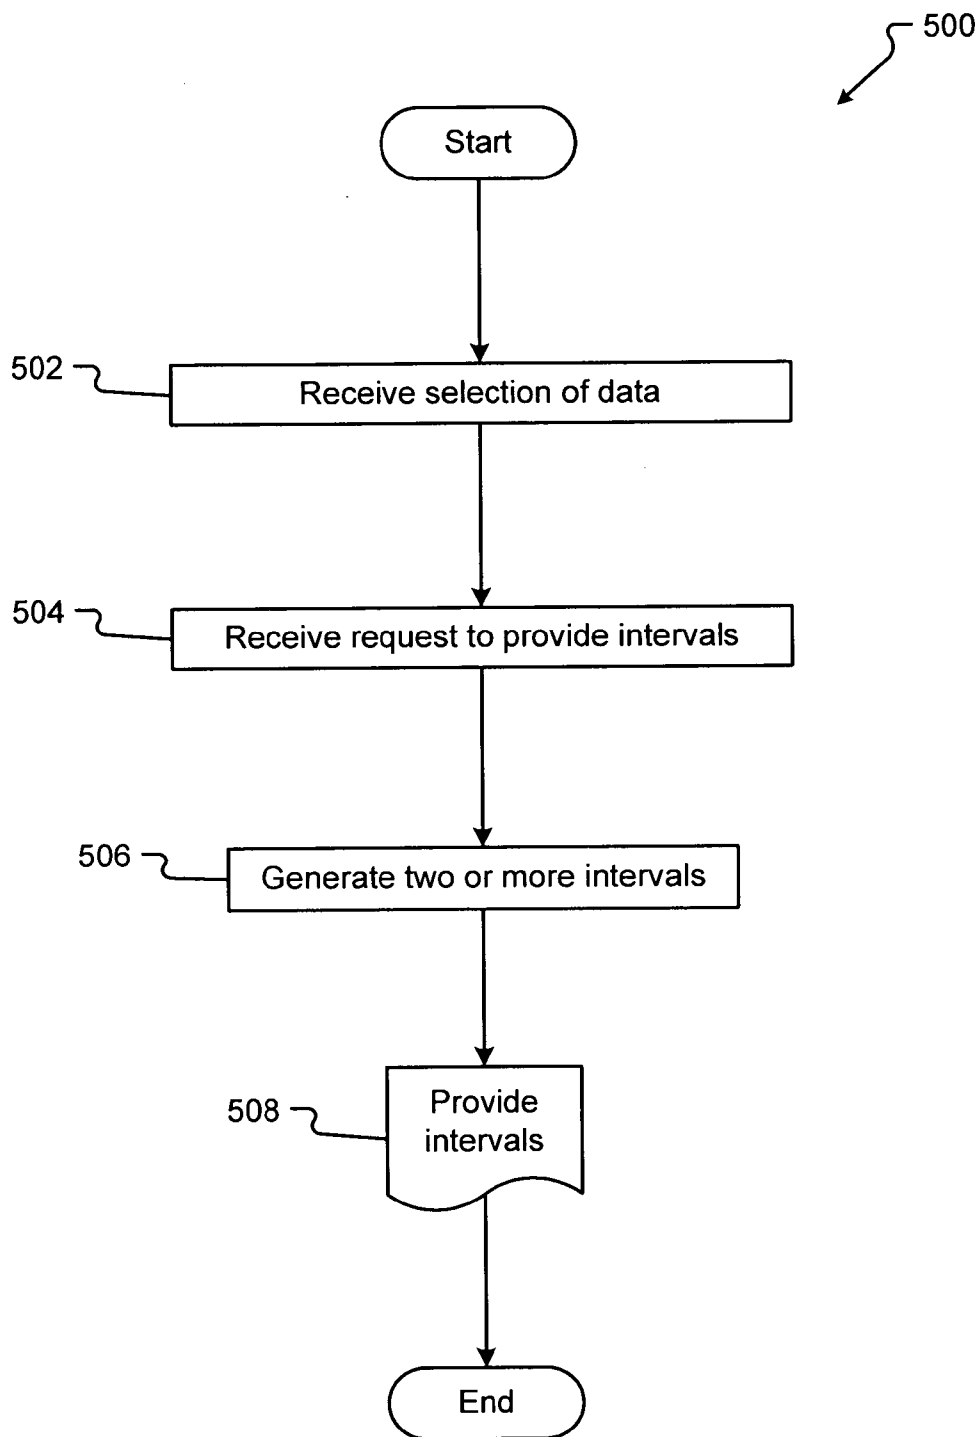 500
Start
502
Receive selection of data
504
Receive request to provide intervals
506
Generate two or more intervals
508
Provide
intervals
End